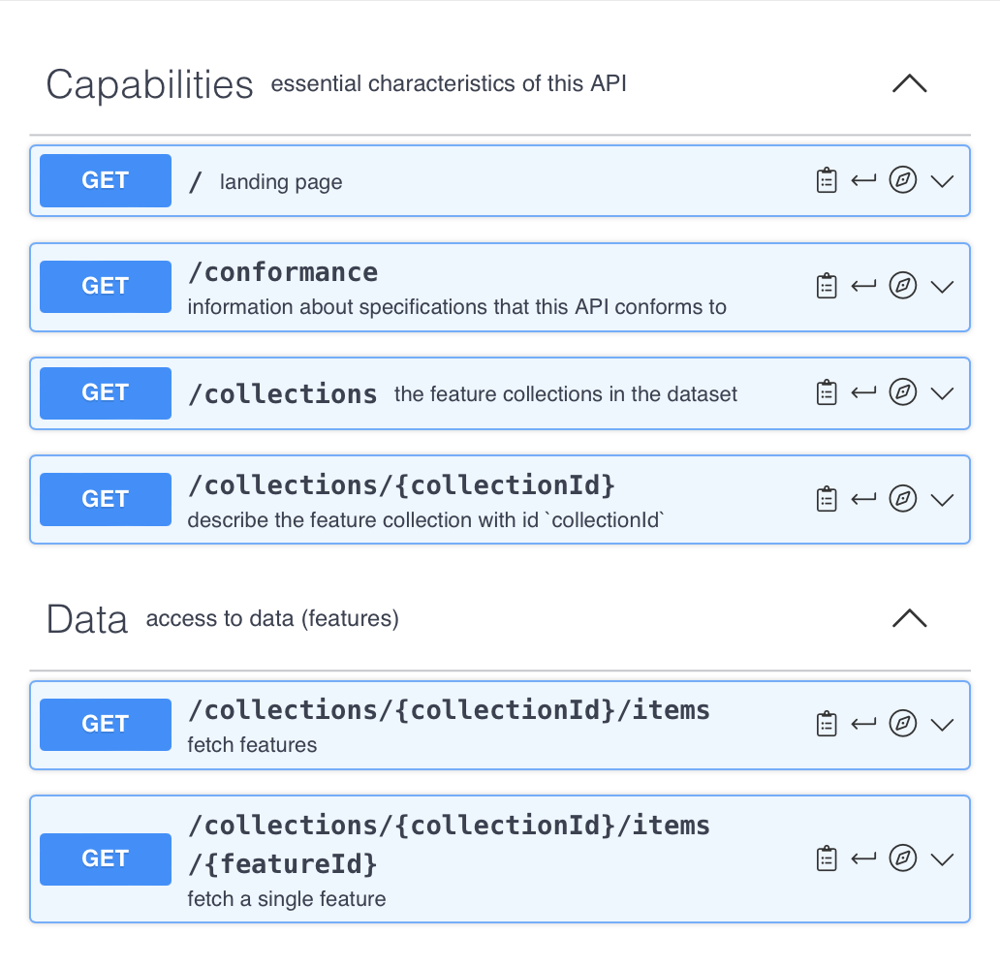 Capabilities essential characteristics of this API
GET / landing page
GET /conformance
information about specifications that this API conforms to
GET /collections the feature collections in the dataset
GET /collections/{collectionId}
describe the feature collection with id `collectionId`
Data access to data (features)
GET /collections/{collectionId}/items
fetch features
GET /collections/{collectionId}/items
/{featureId}
fetch a single feature